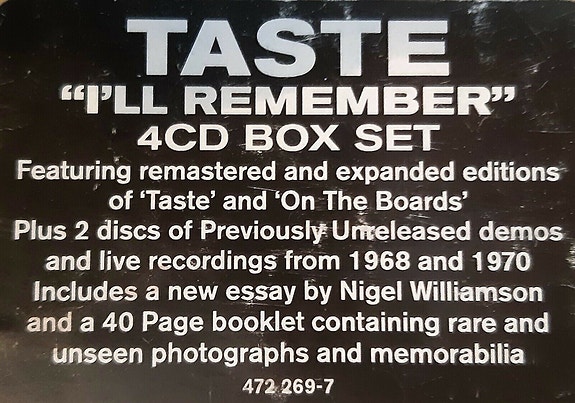 TASTE
“I’LL REMEMBER”
4CD BOX SET
Featuring remastered and expanded editions
of ‘Taste’ and ‘On The Boards’
Plus 2 discs of Previously Unreleased demos
and live recordings from 1968 and 1970
Includes a new essay by Nigel Williamson
and a 40 Page booklet containing rare and
unseen photographs and memorabilia
472 269-7